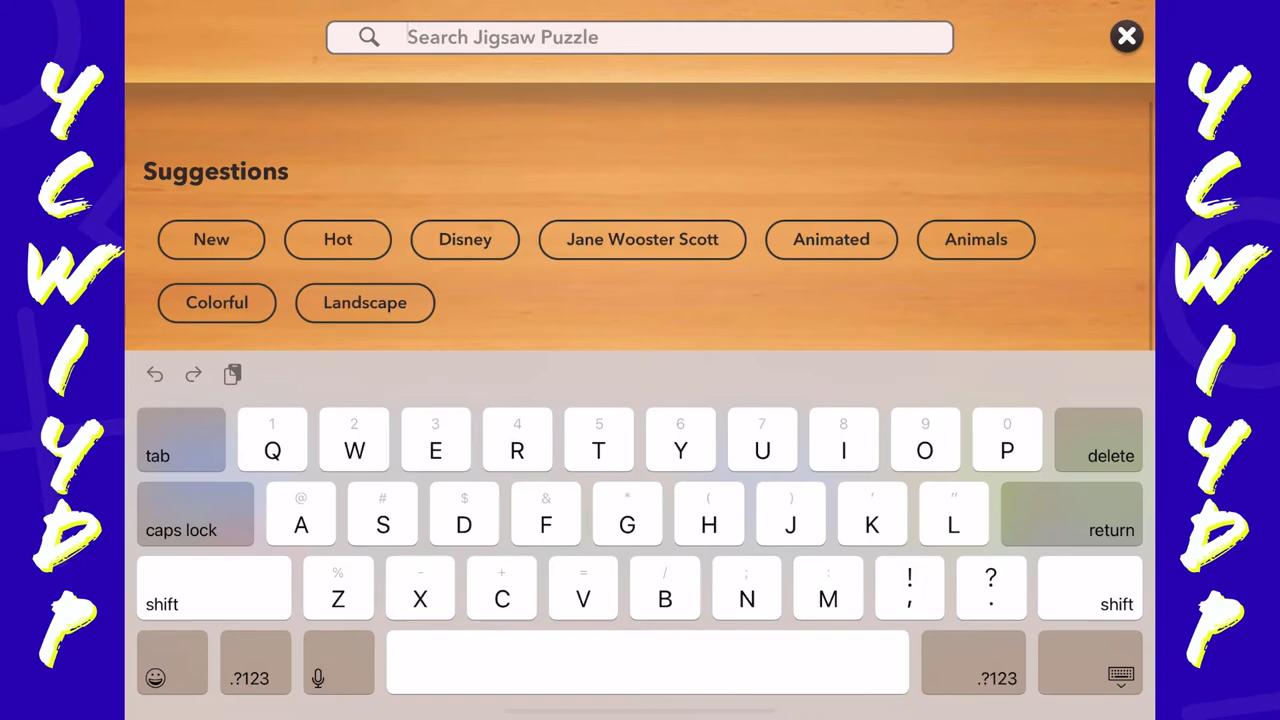 YCWIYDP
Search Jigsaw Puzzle
Suggestions
New Hot Disney Jane Wooster Scott Animated Animals
Colorful Landscape
1 2 3 4 5 6 7 8 9 0
tab Q W E R T Y U I O P delete
@ # $ & * ( ) ' "
caps lock A S D F G H J K L return
% - + = / ; : ! ?
shift Z X C V B N M , . shift
.?123 .?123
YCWIYDP